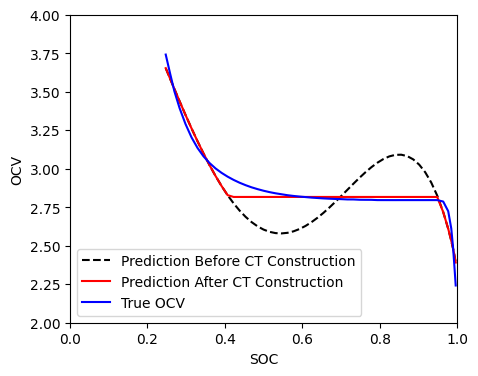 4.00
3.75
3.50
3.25
3.00
2.75
2.50
2.25
2.00
OCV
Prediction Before CT Construction
Prediction After CT Construction
True OCV
0.0 0.2 0.4 0.6 0.8 1.0
SOC